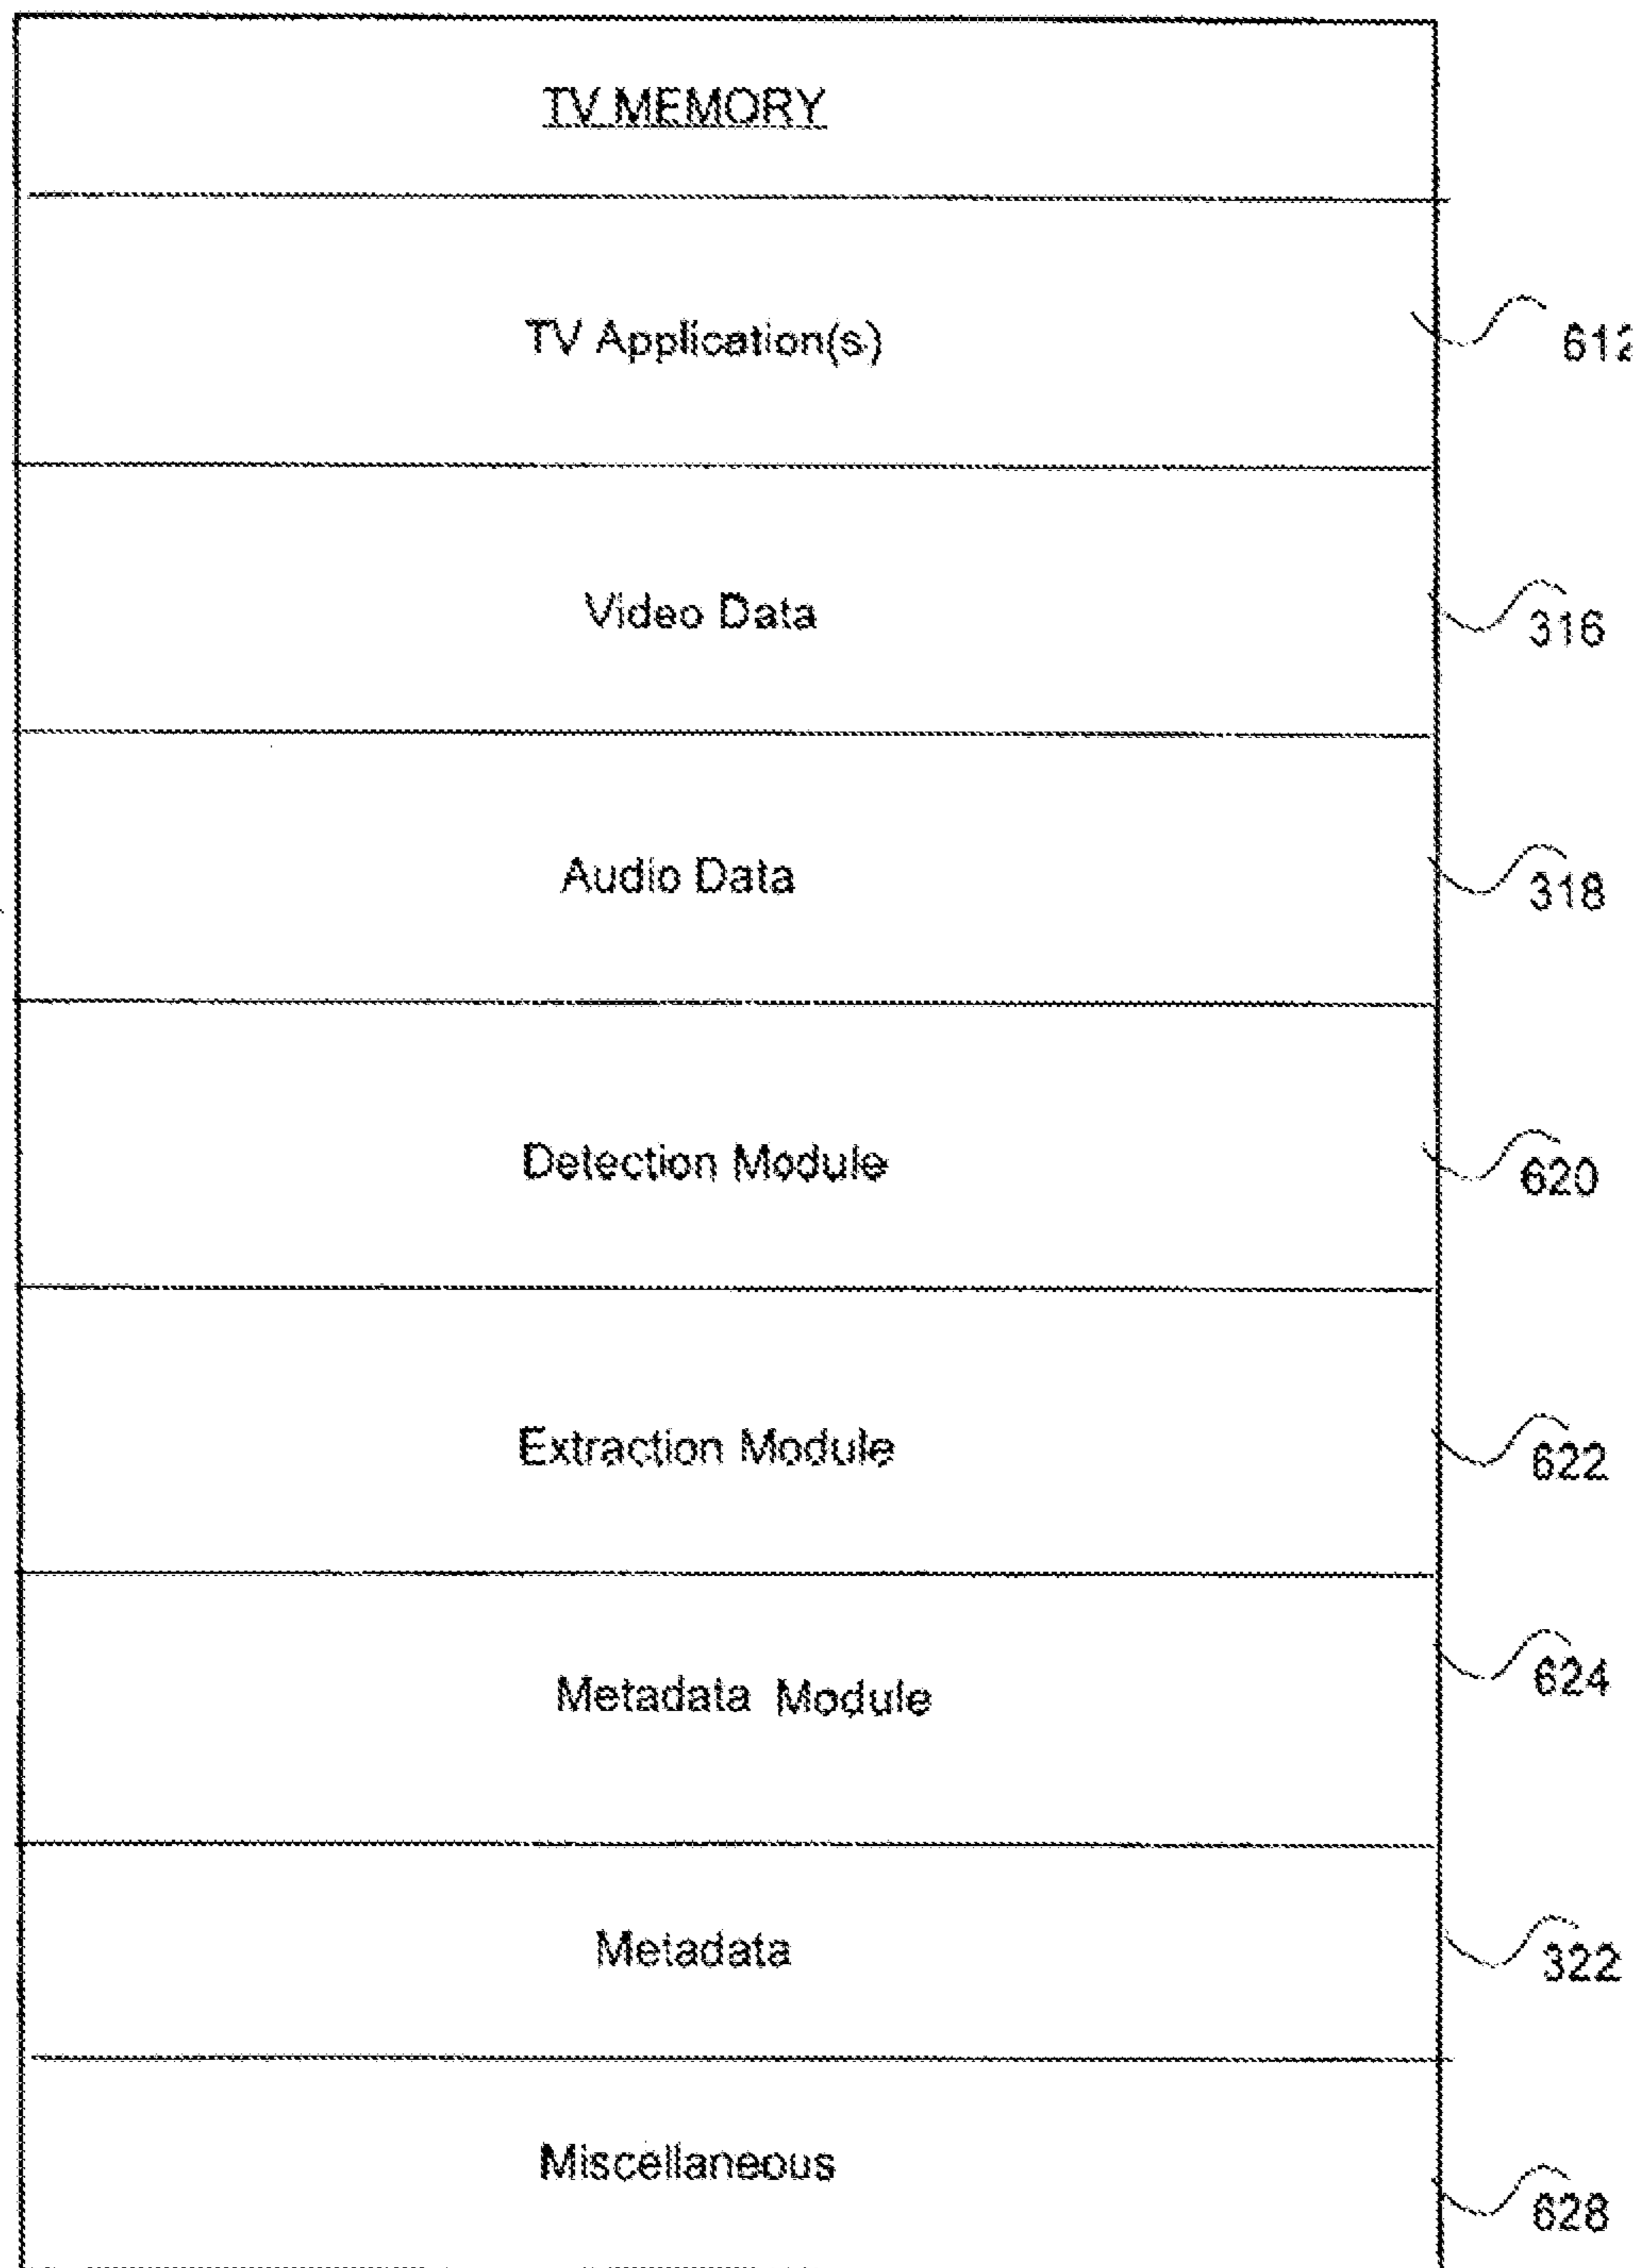 TV MEMORY
TV Application(s)
612
Video Data
316
Audio Data
318
Detection Module
620
Extraction Module
622
Metadata Module
624
Metadata
322
Miscellaneous
628